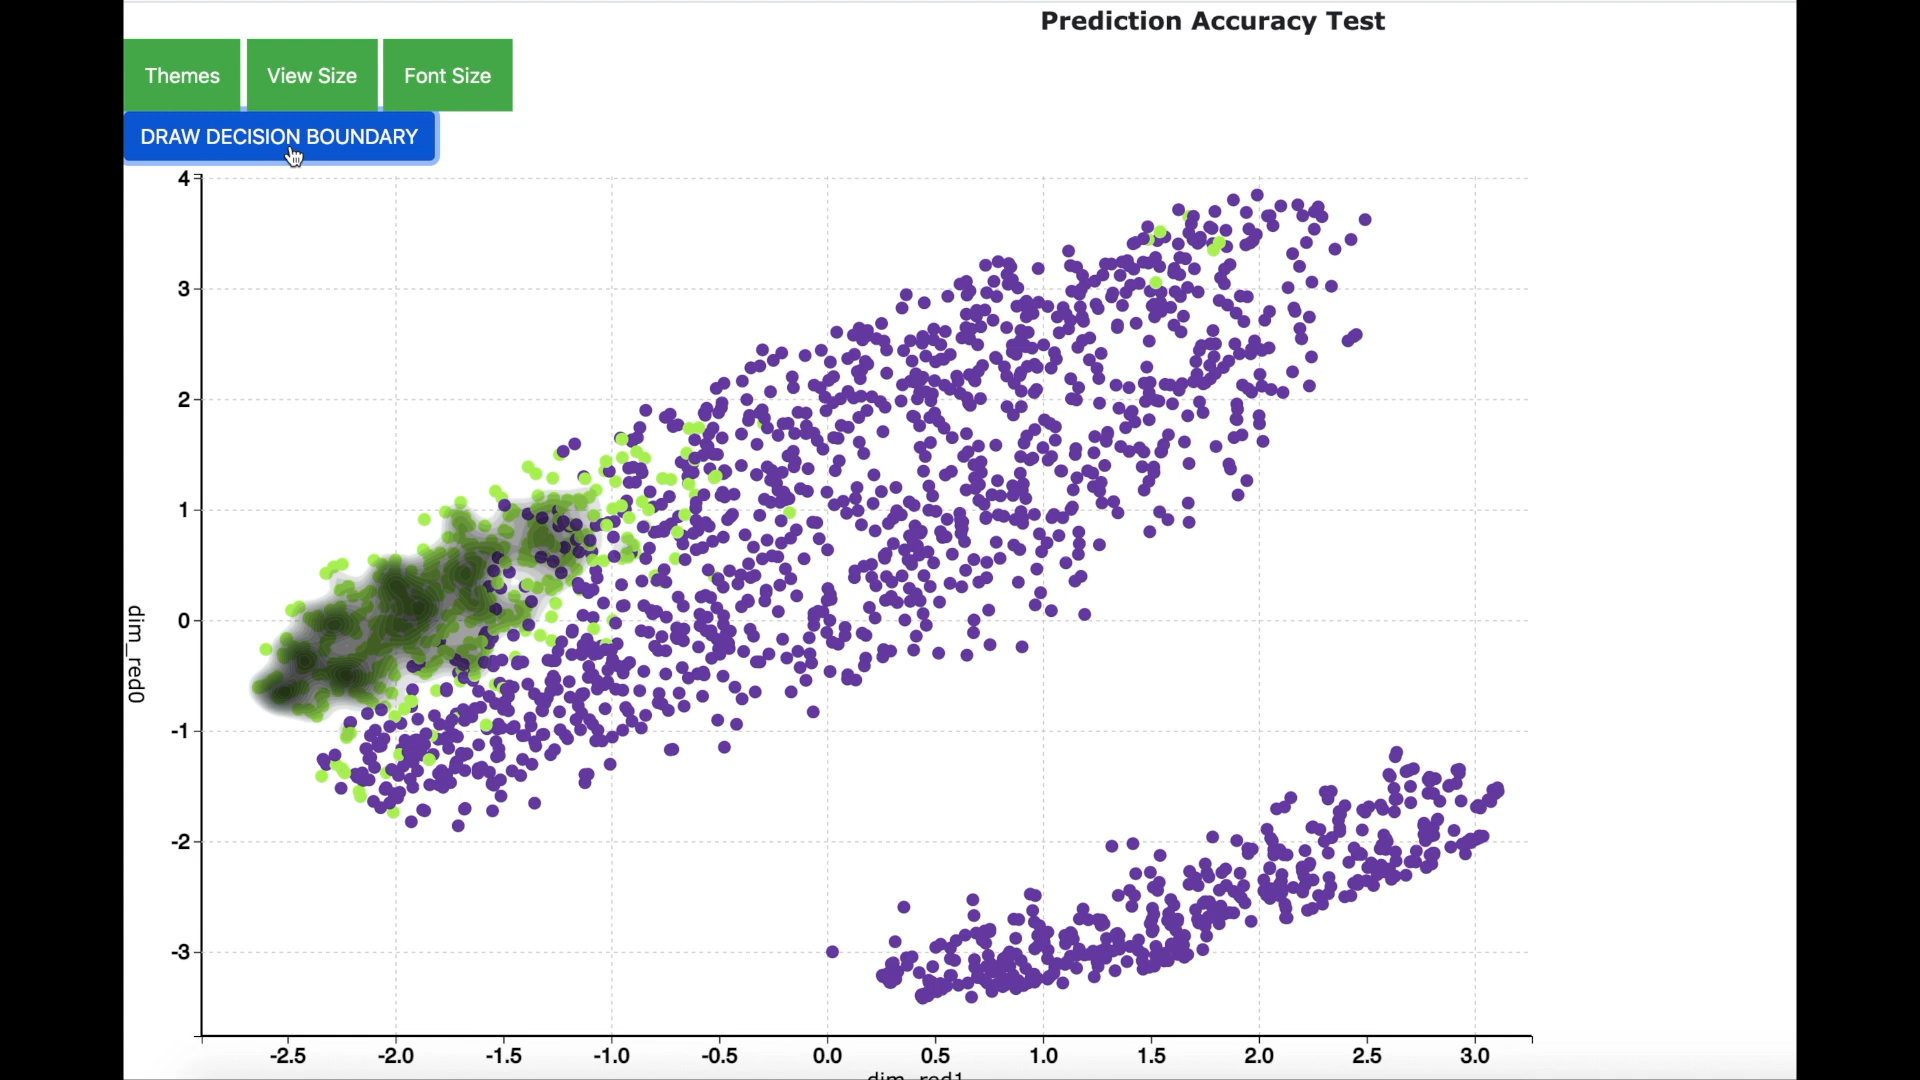 Prediction Accuracy Test
Themes View Size Font Size
DRAW DECISION BOUNDARY
4
3
2
1
0
-1
-2
-3
dim_red0
-2.5 -2.0 -1.5 -1.0 -0.5 0.0 0.5 1.0 1.5 2.0 2.5 3.0
dim_red1